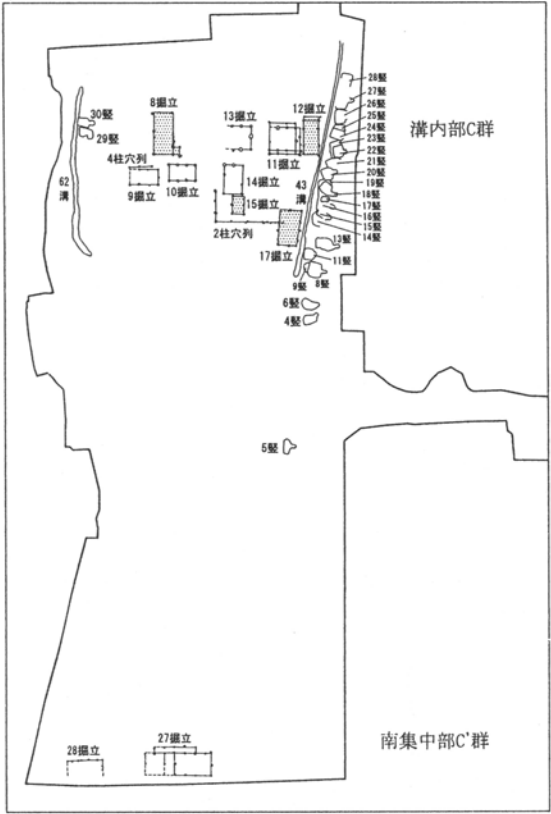 28竪
27竪
26竪
25竪
24竪
23竪
22竪
21竪
20竪
19竪
18竪
17竪
16竪
15竪
14竪
溝内部C群
8掘立
13掘立
12掘立
30竪
29竪
4柱穴列
11掘立
62
溝
9掘立
10掘立
14掘立
43
溝
15掘立
2柱穴列
17掘立
13竪
11竪
9竪
8竪
6竪
4竪
5竪
南集中部C'群
28掘立
27掘立